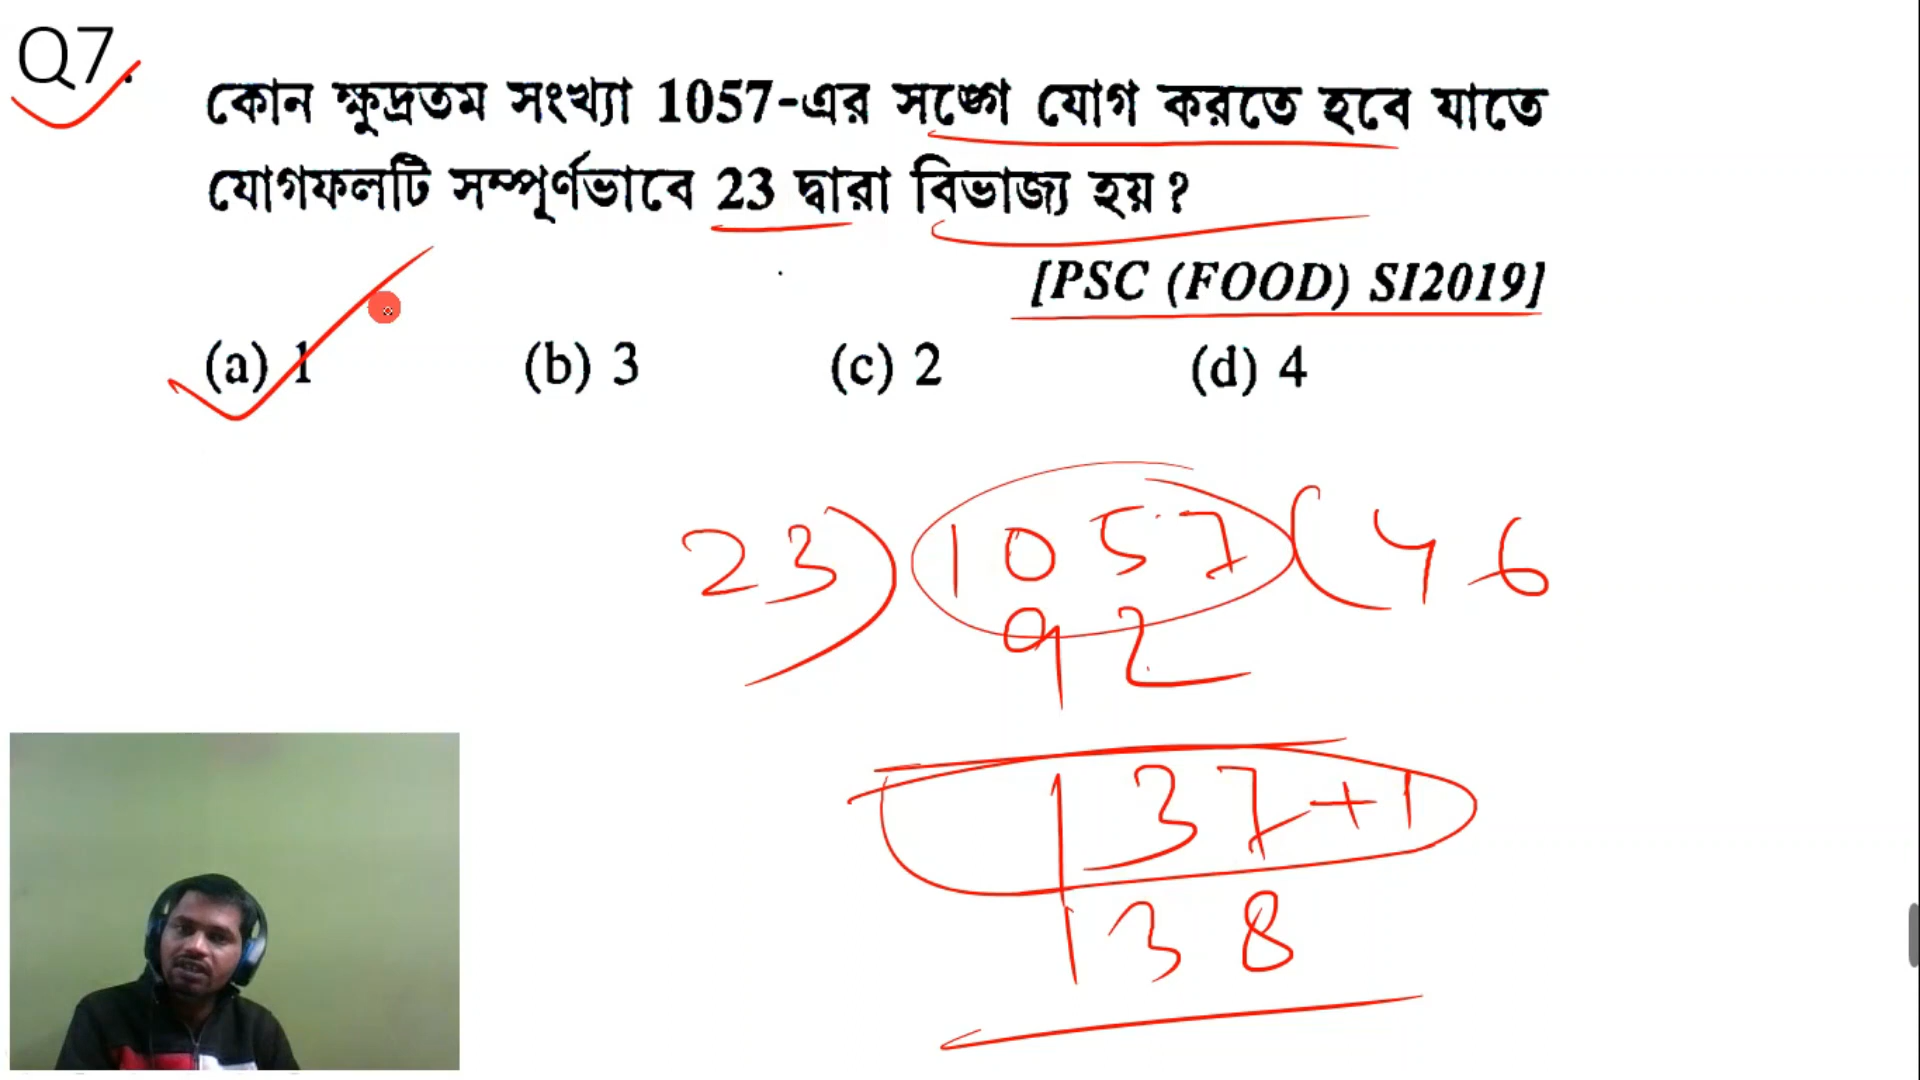 Q7.
কোন ক্ষুদ্রতম সংখ্যা 1057-এর সঙ্গে যোগ করতে হবে যাতে
যোগফলটি সম্পূর্ণভাবে 23 দ্বারা বিভাজ্য হয়?
[PSC (FOOD) SI2019]
(a) 1 (b) 3 (c) 2 (d) 4
23) 1057 (46
92
137+1
138